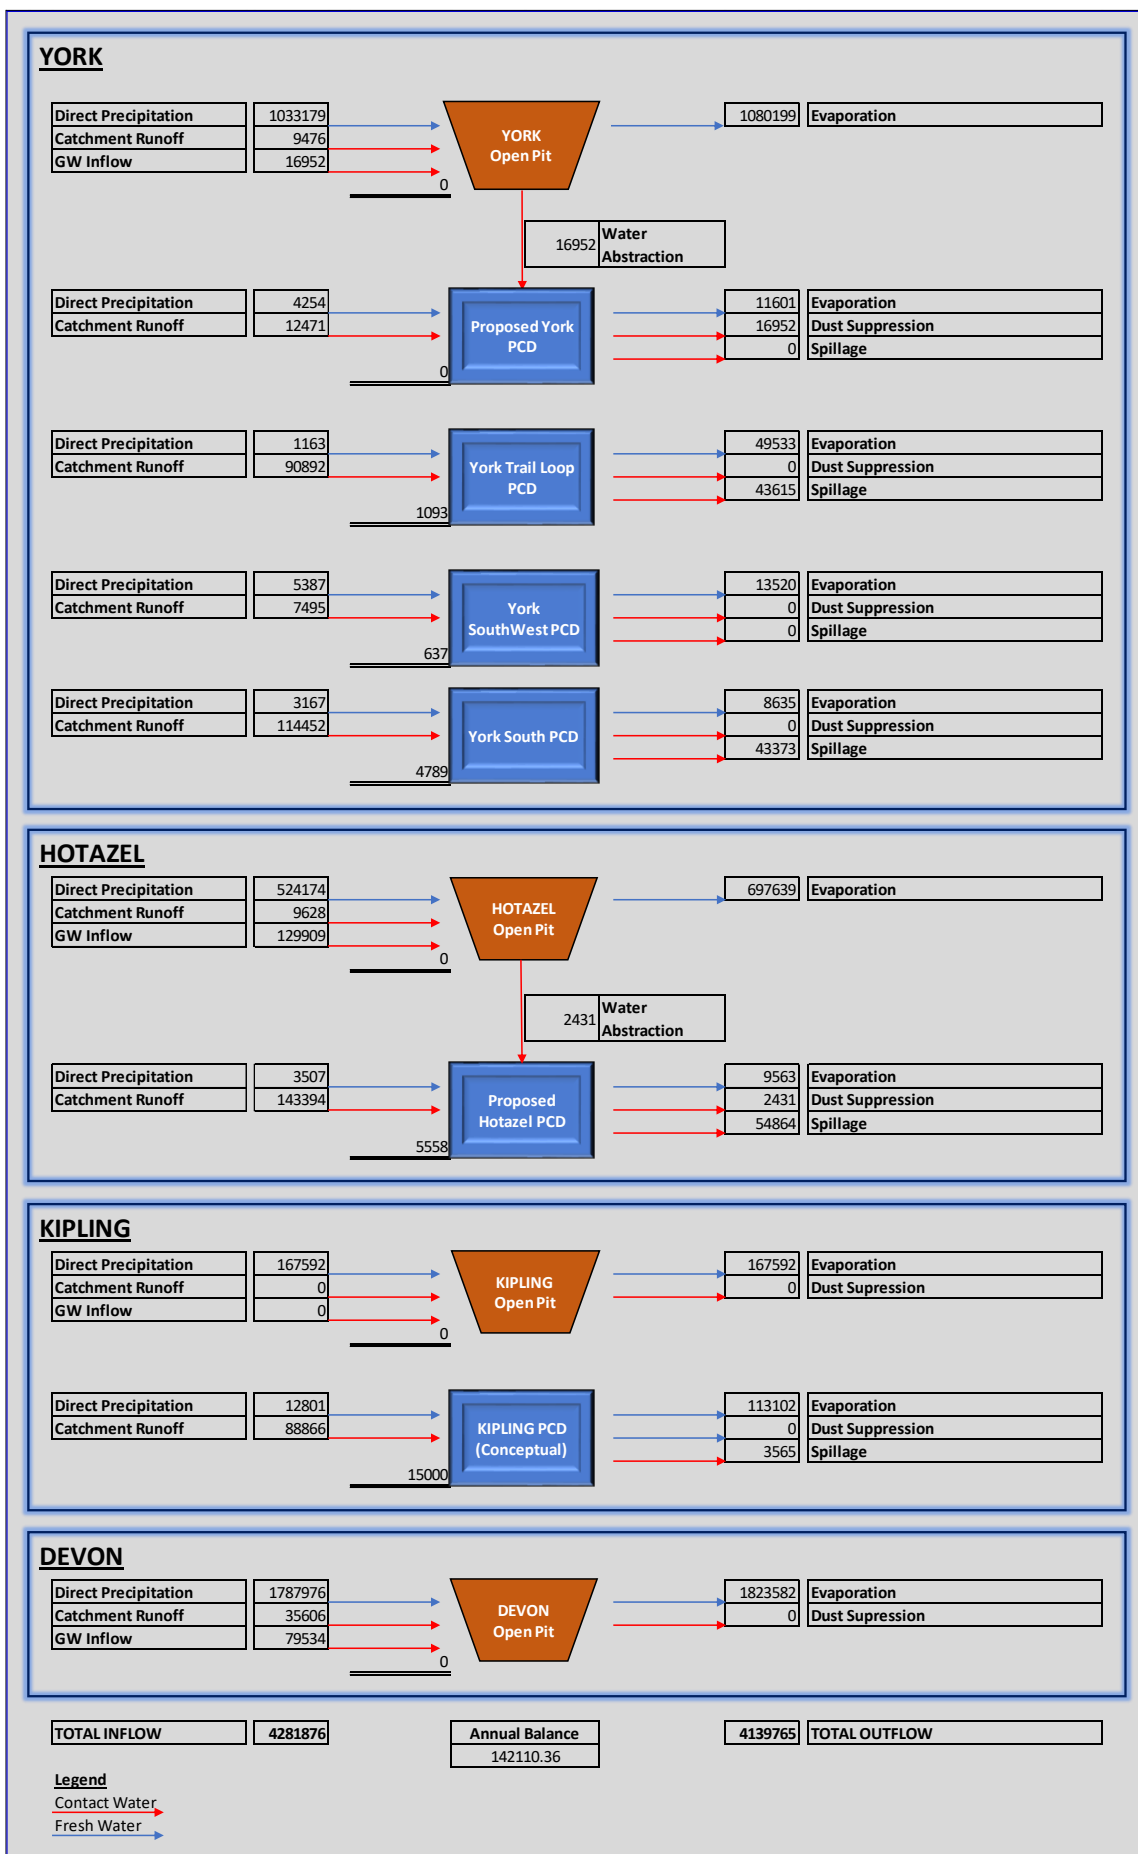 YORK
Direct Precipitation 1033179 1080199 Evaporation
Catchment Runoff 9476
GW Inflow 16952
YORK
Open Pit
0
16952 Water
Abstraction
Direct Precipitation 4254 11601 Evaporation
Catchment Runoff 12471 16952 Dust Suppression
0 Spillage
Proposed York
PCD
0
Direct Precipitation 1163 49533 Evaporation
Catchment Runoff 90892 0 Dust Suppression
43615 Spillage
York Trail Loop
PCD
1093
Direct Precipitation 5387 13520 Evaporation
Catchment Runoff 7495 0 Dust Suppression
0 Spillage
York
SouthWest PCD
637
Direct Precipitation 3167 8635 Evaporation
Catchment Runoff 114452 0 Dust Suppression
43373 Spillage
York South PCD
4789
HOTAZEL
Direct Precipitation 524174 697639 Evaporation
Catchment Runoff 9628
GW Inflow 129909
HOTAZEL
Open Pit
0
2431 Water
Abstraction
Direct Precipitation 3507 9563 Evaporation
Catchment Runoff 143394 2431 Dust Suppression
54864 Spillage
Proposed
Hotazel PCD
5558
KIPLING
Direct Precipitation 167592 167592 Evaporation
Catchment Runoff 0 0 Dust Supression
GW Inflow 0
KIPLING
Open Pit
0
Direct Precipitation 12801 113102 Evaporation
Catchment Runoff 88866 0 Dust Suppression
3565 Spillage
KIPLING PCD
(Conceptual)
15000
DEVON
Direct Precipitation 1787976 1823582 Evaporation
Catchment Runoff 35606 0 Dust Supression
GW Inflow 79534
DEVON
Open Pit
0
TOTAL INFLOW 4281876 Annual Balance 4139765 TOTAL OUTFLOW
142110.36
Legend
Contact Water
Fresh Water